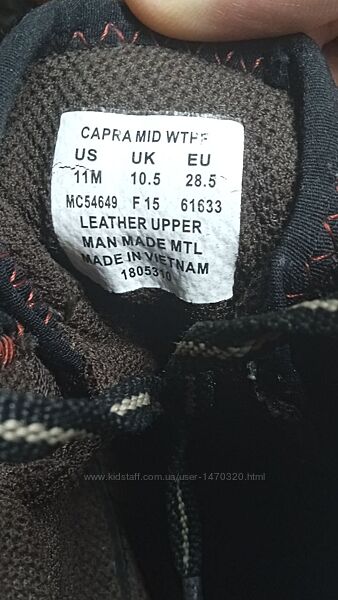 CAPRA MID WTPF
US UK EU
11M 10.5 28.5
MC54649 F 15 61633
LEATHER UPPER
MAN MADE MTL
MADE IN VIETNAM
1805310
www.kidstaff.com.ua/user-1470320.html